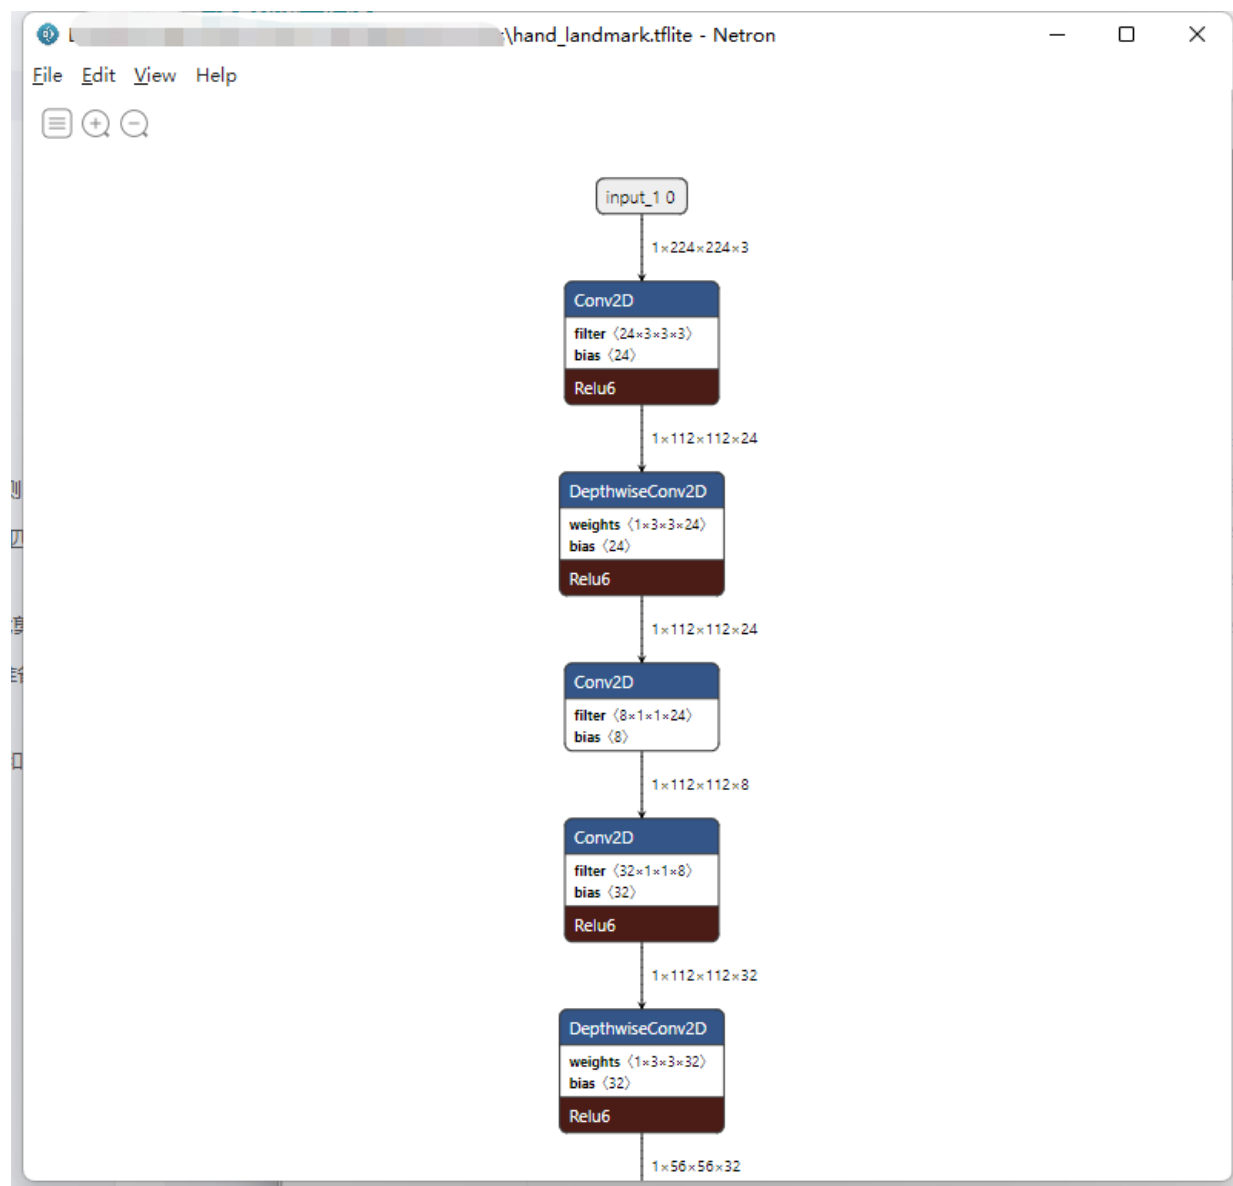 :\hand_landmark.tflite - Netron
File Edit View Help
input_1 0
1×224×224×3
Conv2D
filter ⟨24×3×3×3⟩
bias ⟨24⟩
Relu6
1×112×112×24
DepthwiseConv2D
weights ⟨1×3×3×24⟩
bias ⟨24⟩
Relu6
1×112×112×24
Conv2D
filter ⟨8×1×1×24⟩
bias ⟨8⟩
1×112×112×8
Conv2D
filter ⟨32×1×1×8⟩
bias ⟨32⟩
Relu6
1×112×112×32
DepthwiseConv2D
weights ⟨1×3×3×32⟩
bias ⟨32⟩
Relu6
1×56×56×32